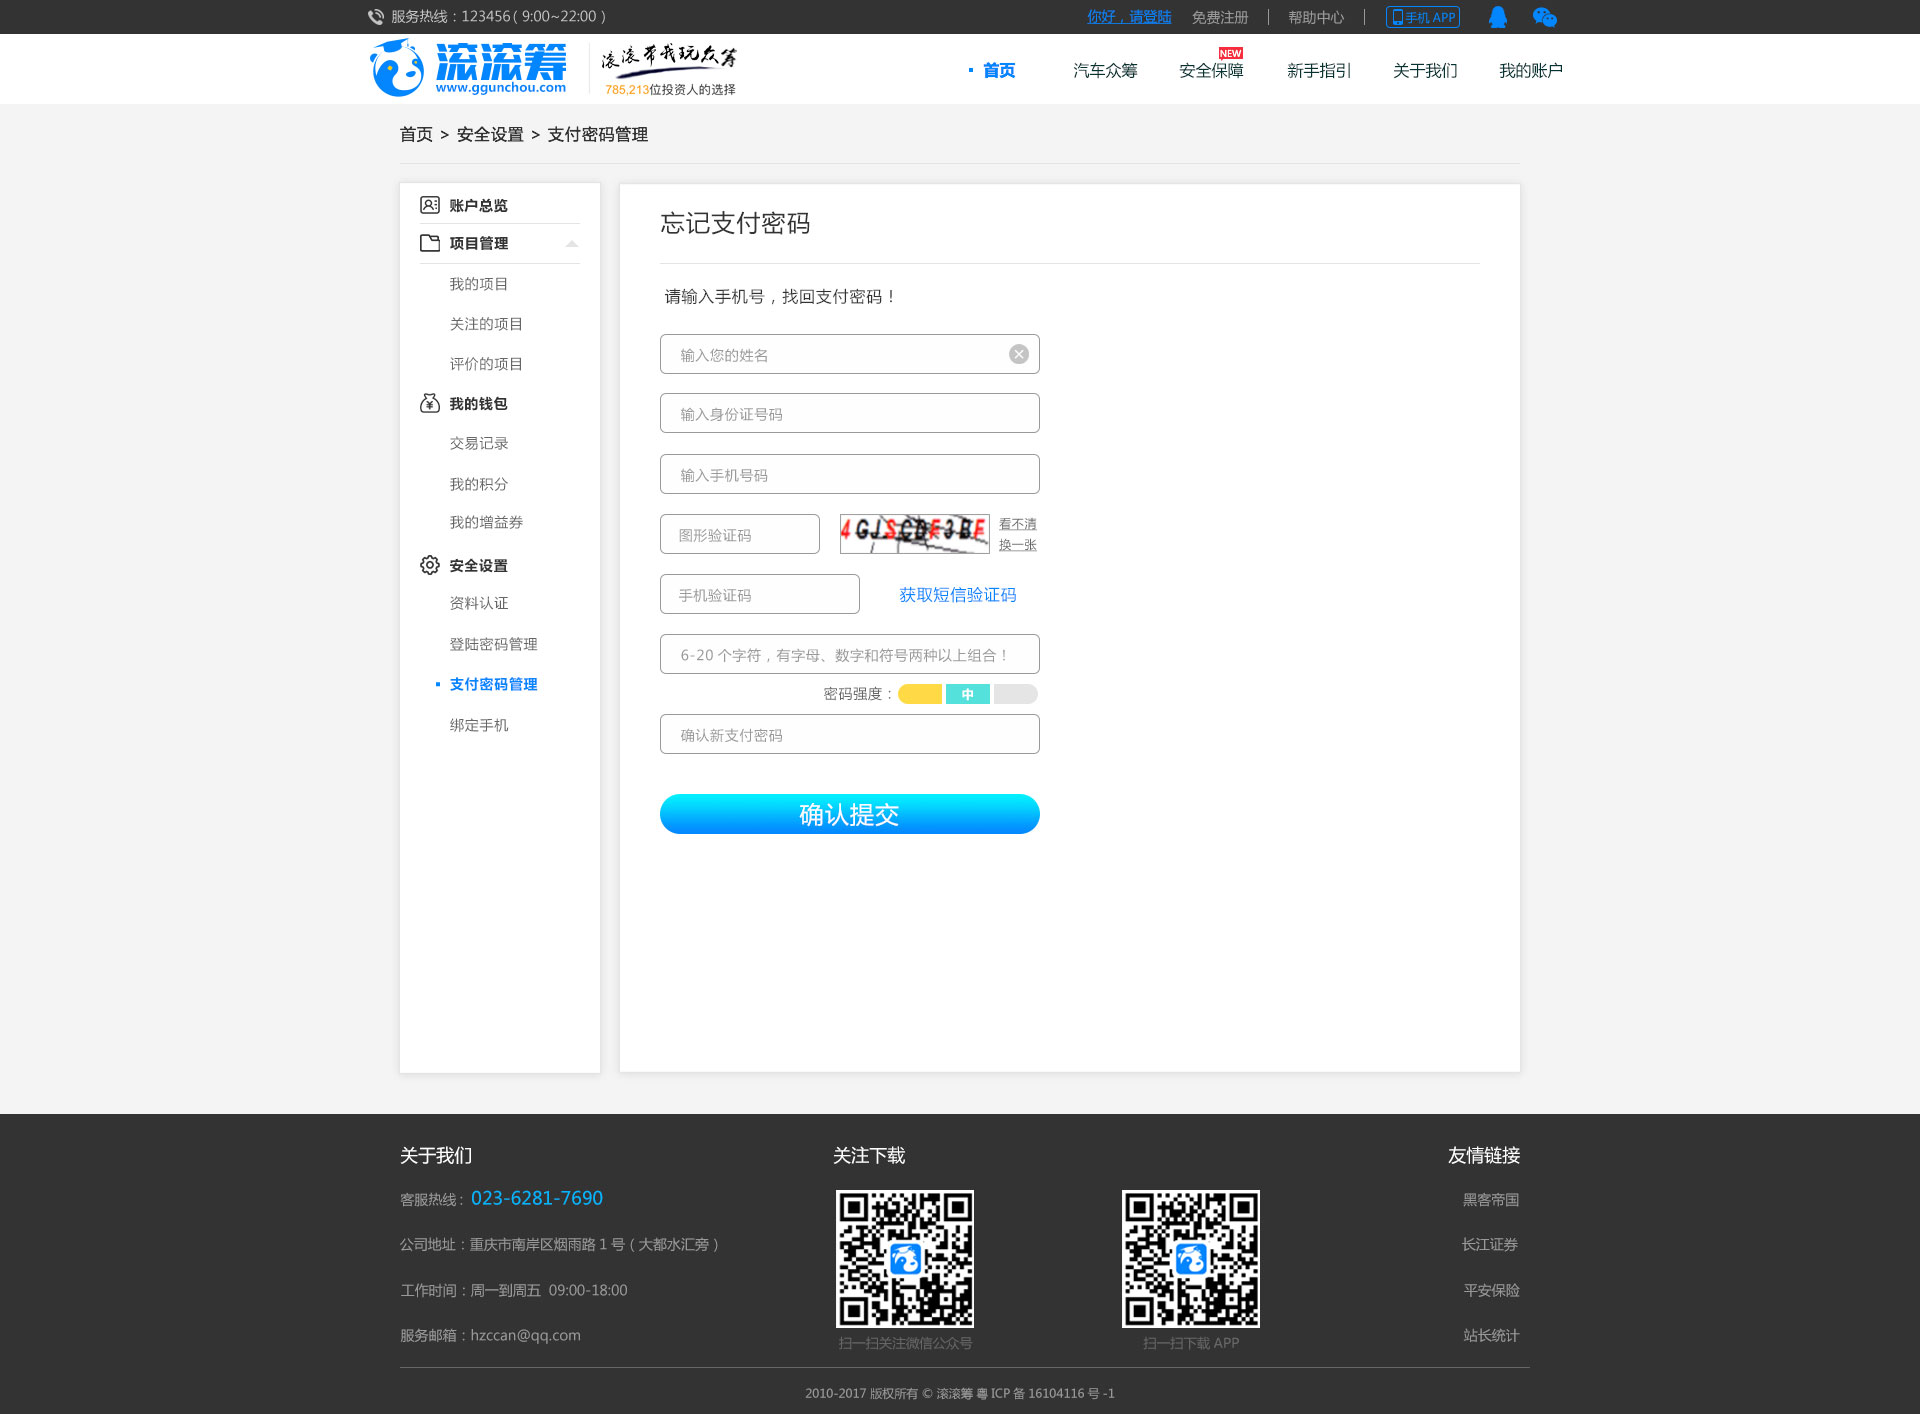 服务热线：123456（ 9:00~22:00 ）
你好，请登陆
免费注册
帮助中心
手机 APP
滚滚筹
www.ggunchou.com
滚滚带我玩众筹
785,213位投资人的选择
首页
汽车众筹
安全保障
NEW
新手指引
关于我们
我的账户
首页 > 安全设置 > 支付密码管理
账户总览
项目管理
我的项目
关注的项目
评价的项目
我的钱包
交易记录
我的积分
我的增益券
安全设置
资料认证
登陆密码管理
支付密码管理
绑定手机
忘记支付密码
请输入手机号，找回支付密码！
输入您的姓名
输入身份证号码
输入手机号码
图形验证码
4GJSCDF3BF
看不清
换一张
手机验证码
获取短信验证码
6-20 个字符，有字母、数字和符号两种以上组合！
密码强度：
中
确认新支付密码
确认提交
关于我们
客服热线：023-6281-7690
公司地址：重庆市南岸区烟雨路 1 号（大都水汇旁）
工作时间：周一到周五 09:00-18:00
服务邮箱：hzccan@qq.com
关注下载
扫一扫关注微信公众号
扫一扫下载 APP
友情链接
黑客帝国
长江证券
平安保险
站长统计
2010-2017 版权所有 © 滚滚筹 粤 ICP 备 16104116 号 -1